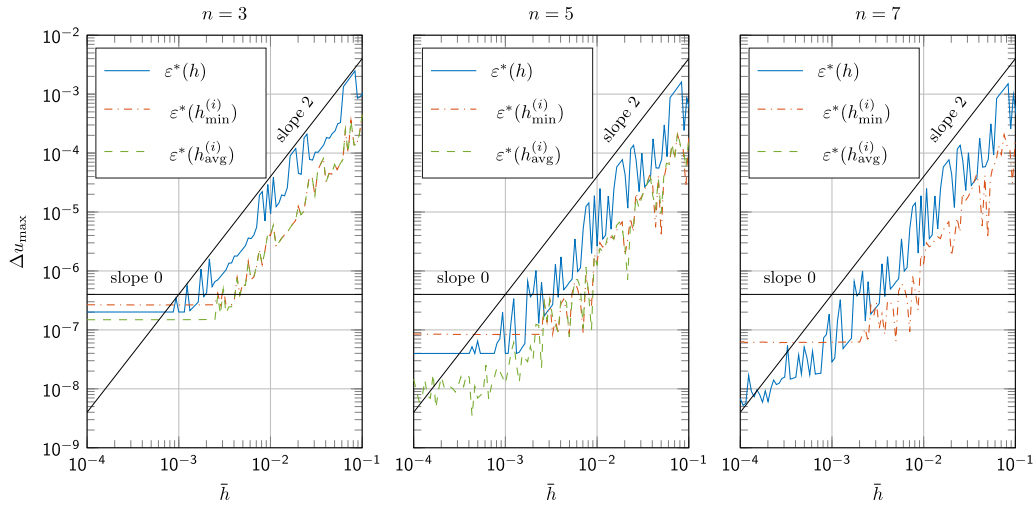 n = 3
n = 5
n = 7
10⁻²
10⁻³
10⁻⁴
10⁻⁵
10⁻⁶
10⁻⁷
10⁻⁸
10⁻⁹
Δu_max
ε*(h)
ε*(h_min^(i))
ε*(h_avg^(i))
slope 2
slope 0
10⁻⁴ 10⁻³ 10⁻² 10⁻¹
h̄
ε*(h)
ε*(h_min^(i))
ε*(h_avg^(i))
slope 2
slope 0
10⁻⁴ 10⁻³ 10⁻² 10⁻¹
h̄
ε*(h)
ε*(h_min^(i))
ε*(h_avg^(i))
slope 2
slope 0
10⁻⁴ 10⁻³ 10⁻² 10⁻¹
h̄